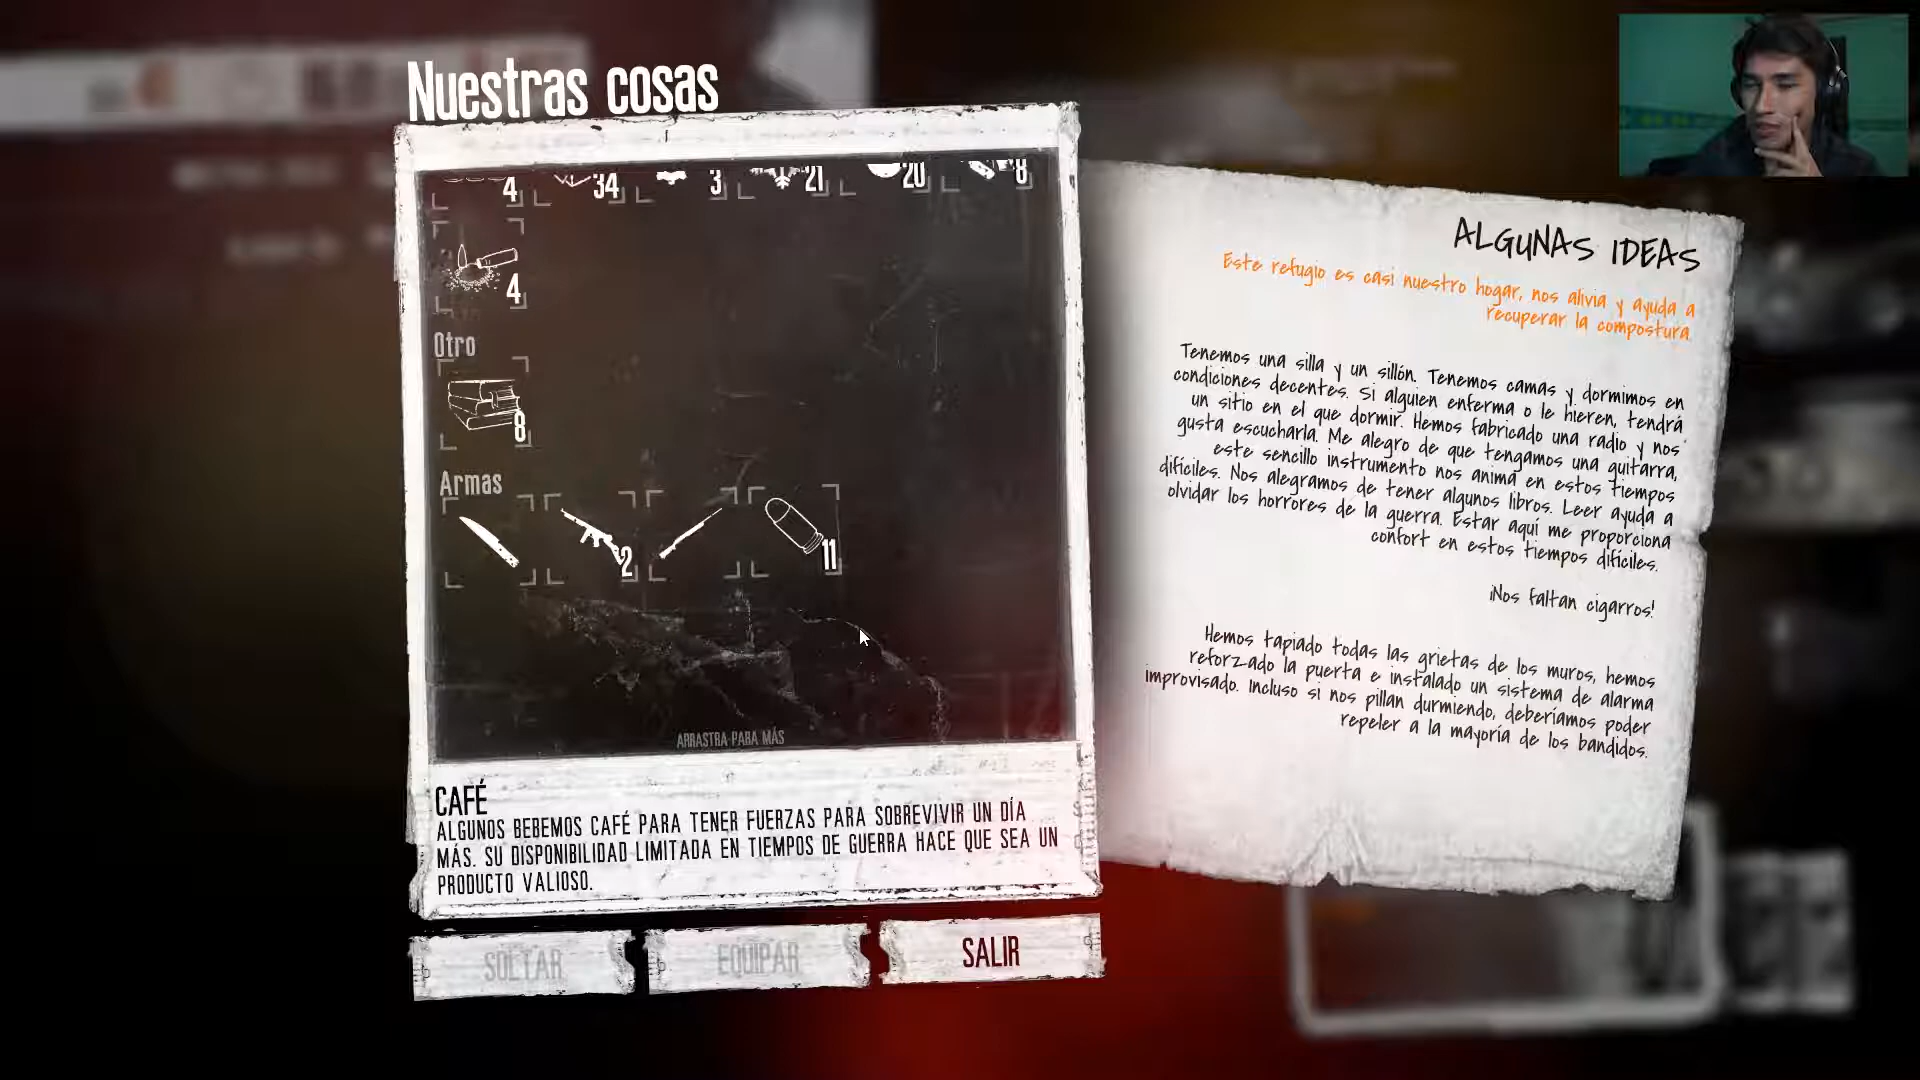 Nuestras cosas
4
34
3
21
20
8
4
Otro
8
Armas
2
11
ARRASTRA PARA MÁS
CAFÉ
ALGUNOS BEBEMOS CAFÉ PARA TENER FUERZAS PARA SOBREVIVIR UN DÍA
MÁS. SU DISPONIBILIDAD LIMITADA EN TIEMPOS DE GUERRA HACE QUE SEA UN
PRODUCTO VALIOSO.
SOLTAR
EQUIPAR
SALIR
ALGUNAS IDEAS
Este refugio es casi nuestro hogar, nos alivia y ayuda a
recuperar la compostura.
Tenemos una silla y un sillón. Tenemos camas y dormimos en
condiciones decentes. Si alguien enferma o le hieren, tendrá
un sitio en el que dormir. Hemos fabricado una radio y nos
gusta escucharla. Me alegro de que tengamos una guitarra,
este sencillo instrumento nos anima en estos tiempos
difíciles. Nos alegramos de tener algunos libros. Leer ayuda a
olvidar los horrores de la guerra. Estar aquí me proporciona
confort en estos tiempos difíciles.
¡Nos faltan cigarros!
Hemos tapiado todas las grietas de los muros, hemos
reforzado la puerta e instalado un sistema de alarma
improvisado. Incluso si nos pillan durmiendo, deberíamos poder
repeler a la mayoría de los bandidos.